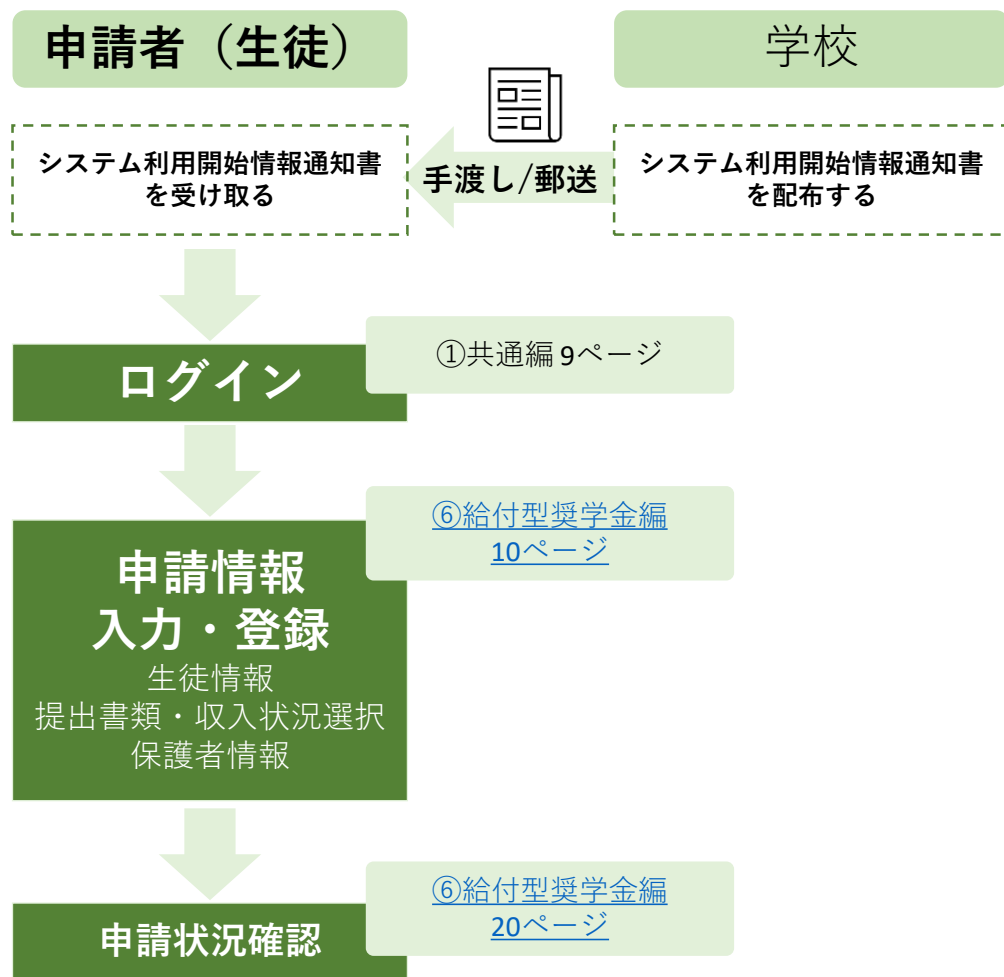 申請者（生徒）
学校
システム利用開始情報通知書
を受け取る
手渡し/郵送
システム利用開始情報通知書
を配布する
ログイン
①共通編 9ページ
申請情報
入力・登録
生徒情報
提出書類・収入状況選択
保護者情報
⑥給付型奨学金編
10ページ
申請状況確認
⑥給付型奨学金編
20ページ